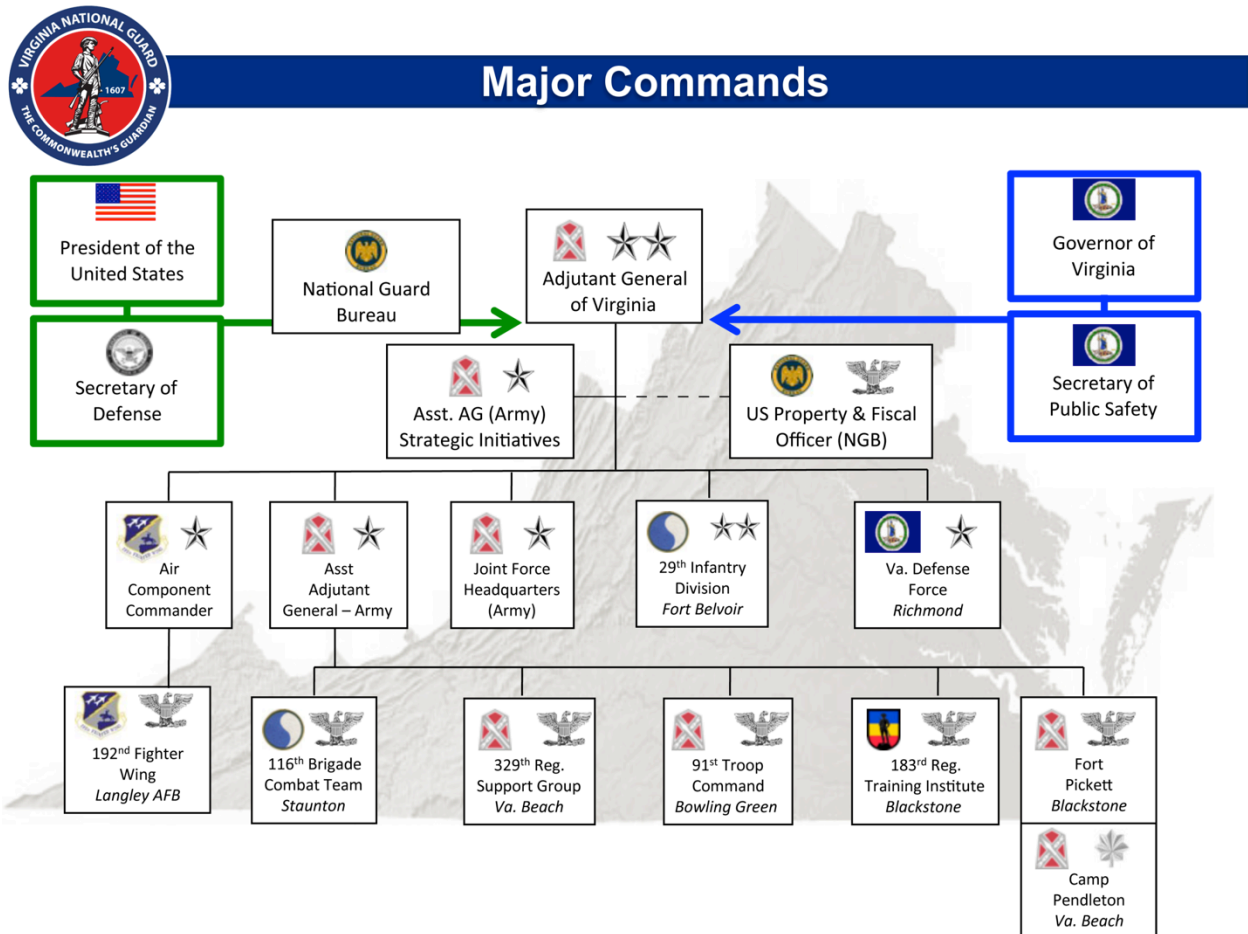 VIRGINIA NATIONAL GUARD
1607
THE COMMONWEALTH'S GUARDIAN
Major Commands
President of the
United States
Secretary of
Defense
National Guard
Bureau
Adjutant General
of Virginia
Governor of
Virginia
Secretary of
Public Safety
Asst. AG (Army)
Strategic Initiatives
US Property & Fiscal
Officer (NGB)
Air
Component
Commander
Asst
Adjutant
General – Army
Joint Force
Headquarters
(Army)
29th Infantry
Division
Fort Belvoir
Va. Defense
Force
Richmond
192nd Fighter
Wing
Langley AFB
116th Brigade
Combat Team
Staunton
329th Reg.
Support Group
Va. Beach
91st Troop
Command
Bowling Green
183rd Reg.
Training Institute
Blackstone
Fort
Pickett
Blackstone
Camp
Pendleton
Va. Beach